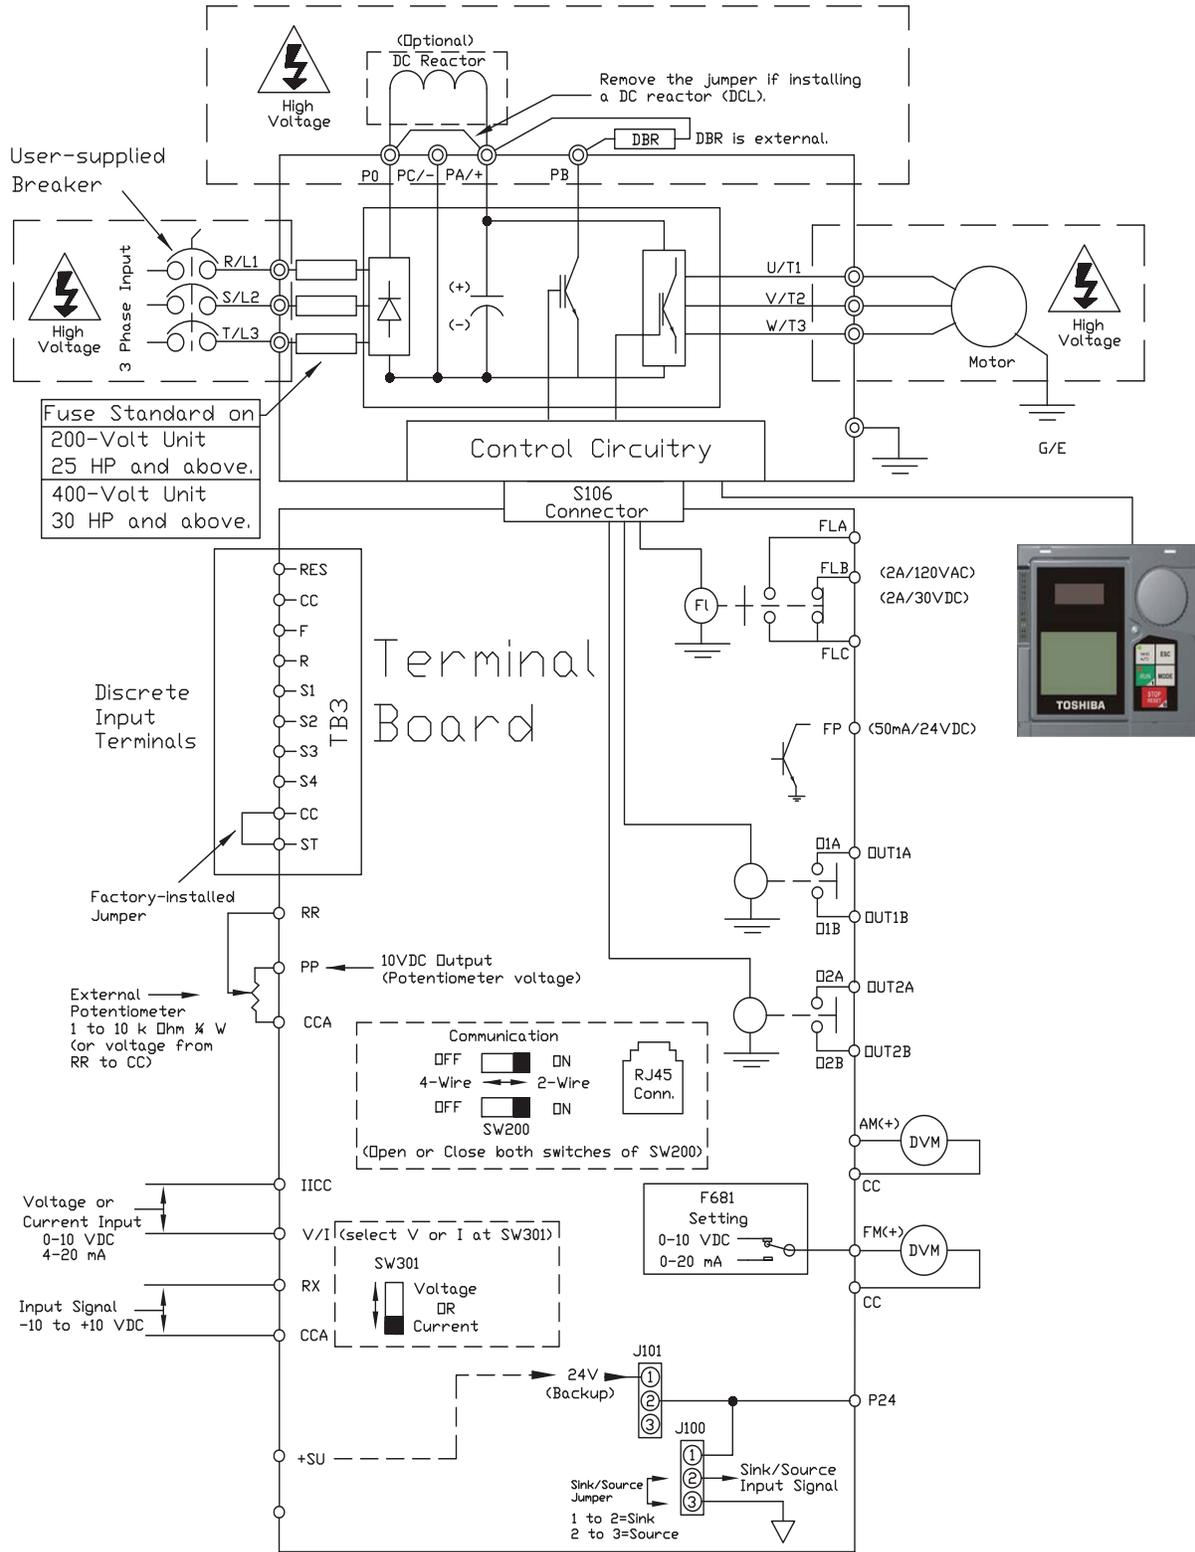 (Optional)
DC Reactor
High
Voltage
Remove the jumper if installing
a DC reactor (DCL).
DBR
DBR is external.
P0
PC/-
PA/+
PB
User-supplied
Breaker
3 Phase Input
R/L1
S/L2
T/L3
High
Voltage
(+)
(-)
U/T1
V/T2
W/T3
Motor
High
Voltage
G/E
Fuse Standard on
200-Volt Unit
25 HP and above.
400-Volt Unit
30 HP and above.
Control Circuitry
S106
Connector
RES
CC
F
R
S1
S2
S3
S4
CC
ST
TB3
Terminal
Board
Discrete
Input
Terminals
Factory-installed
Jumper
Fl
FLA
FLB
FLC
(2A/120VAC)
(2A/30VDC)
ESC
RUN
MODE
STOP
RESET
TOSHIBA
FP
(50mA/24VDC)
O1A
OUT1A
O1B
OUT1B
O2A
OUT2A
O2B
OUT2B
RR
PP
10VDC Output
(Potentiometer voltage)
CCA
External
Potentiometer
1 to 10 k Ohm ¼ W
(or voltage from
RR to CC)
Communication
OFF
ON
4-Wire
2-Wire
OFF
ON
SW200
RJ45
Conn.
(Open or Close both switches of SW200)
AM(+)
DVM
CC
F681
Setting
0-10 VDC
0-20 mA
FM(+)
DVM
CC
IICC
Voltage or
Current Input
0-10 VDC
4-20 mA
V/I
(select V or I at SW301)
SW301
Voltage
OR
Current
RX
Input Signal
-10 to +10 VDC
CCA
J101
24V
(Backup)
1
2
3
P24
J100
1
2
3
+SU
Sink/Source
Jumper
1 to 2=Sink
2 to 3=Source
Sink/Source
Input Signal